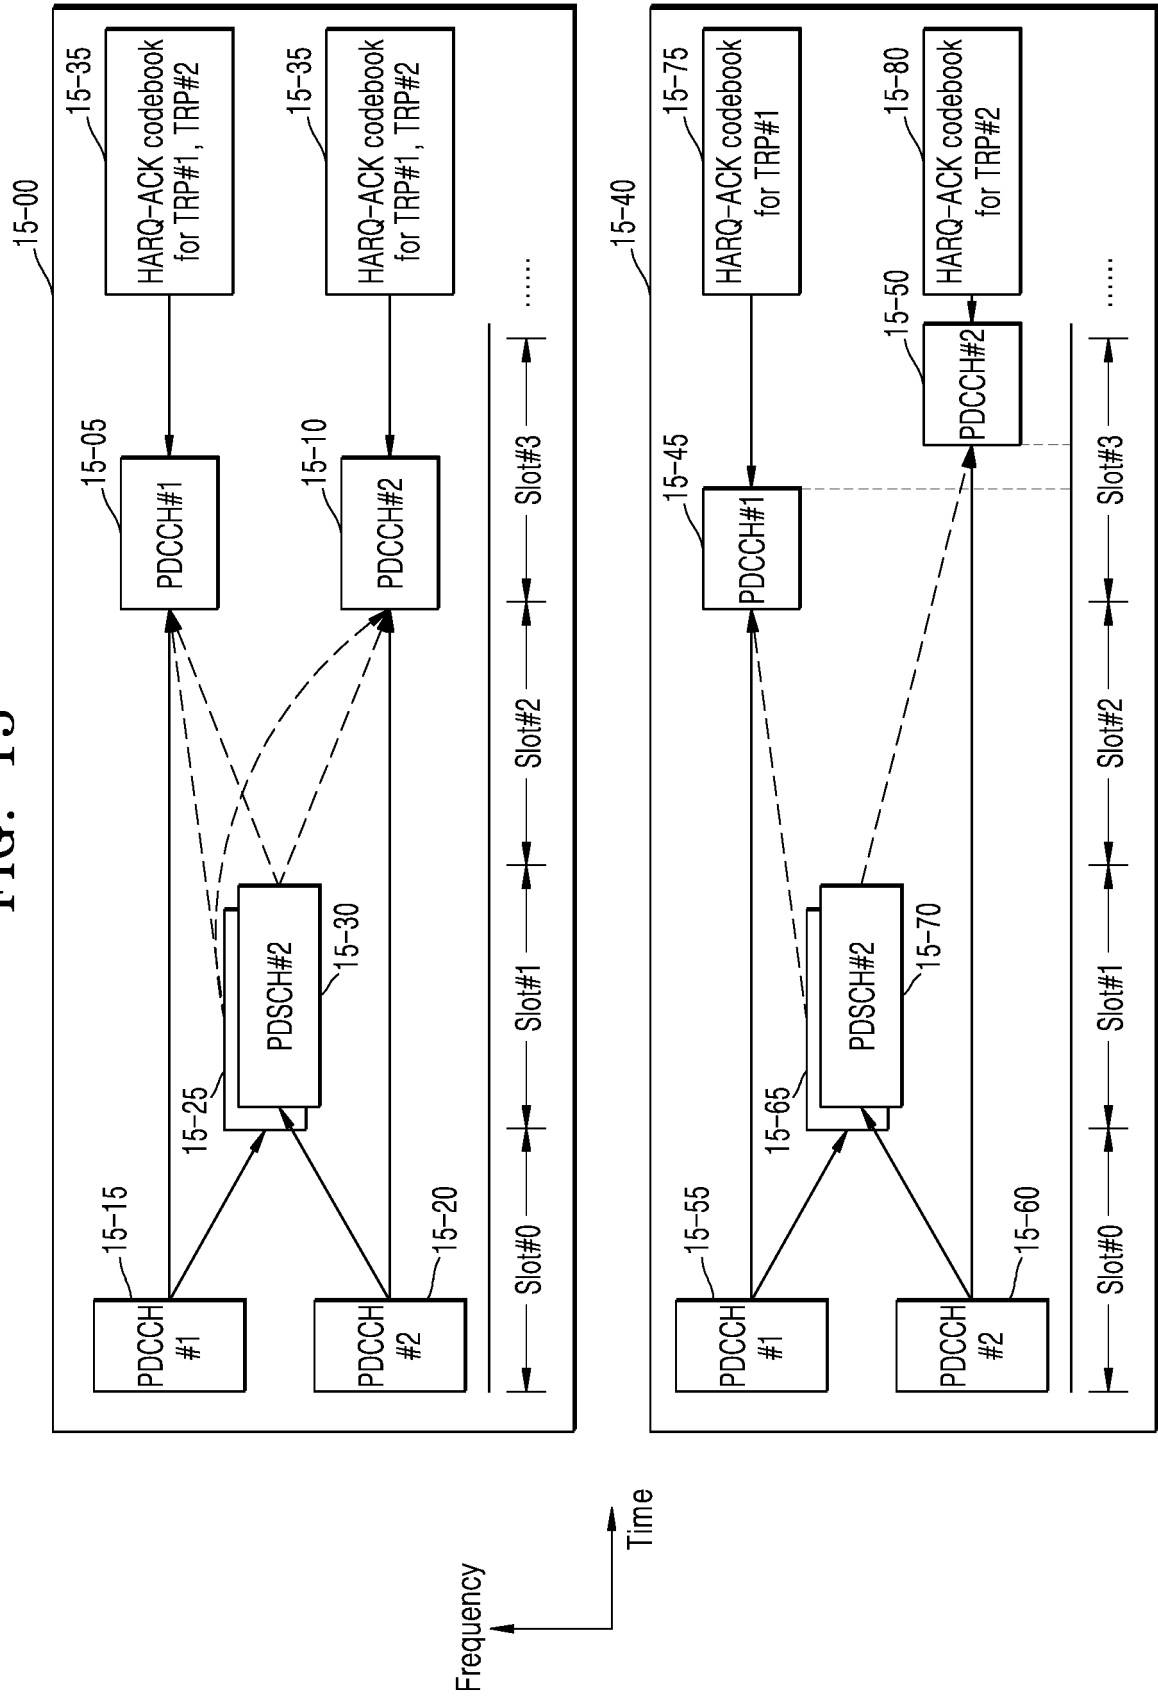 FIG. 15
15-00
PDCCH
#1
15-15
15-25
PDSCH#2
15-30
PDCCH
#2
15-20
PDCCH#1
15-05
PDCCH#2
15-10
HARQ-ACK codebook
for TRP#1, TRP#2
15-35
HARQ-ACK codebook
for TRP#1, TRP#2
15-35
Slot#0
Slot#1
Slot#2
Slot#3
......
15-40
PDCCH
#1
15-55
15-65
PDSCH#2
15-70
PDCCH
#2
15-60
PDCCH#1
15-45
PDCCH#2
15-50
HARQ-ACK codebook
for TRP#1
15-75
HARQ-ACK codebook
for TRP#2
15-80
Slot#0
Slot#1
Slot#2
Slot#3
......
Frequency
Time